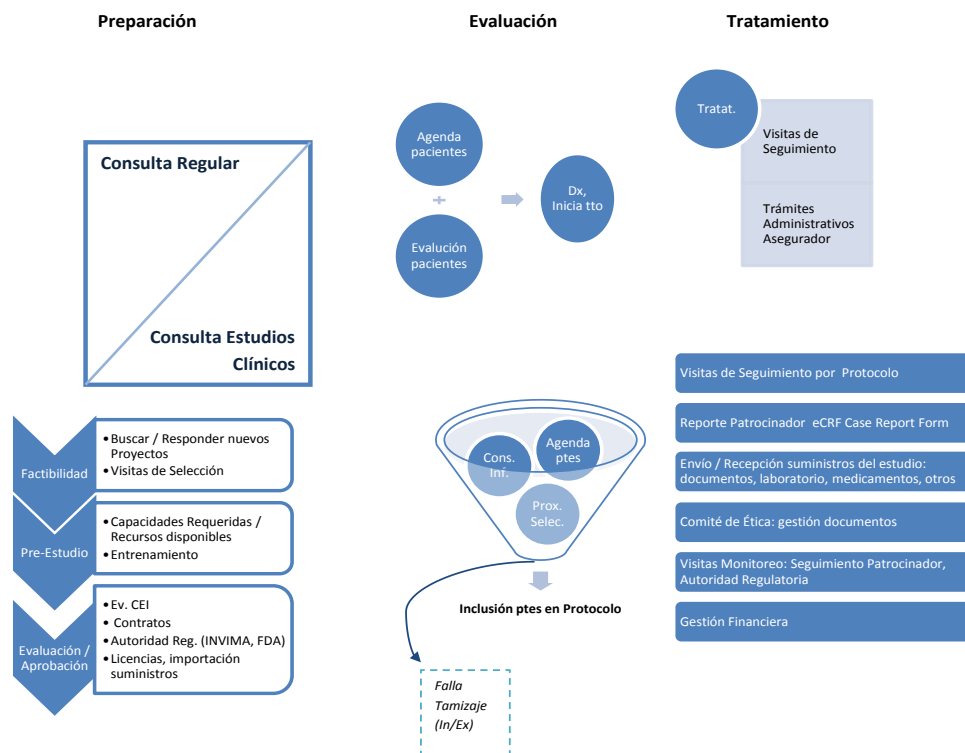 Preparación
Evaluación
Tratamiento
Consulta Regular
Consulta Estudios
Clínicos
Agenda
pacientes
+
Evalución
pacientes
Dx,
Inicia tto
Tratat.
Visitas de
Seguimiento
Trámites
Administrativos
Asegurador
Factibilidad
• Buscar / Responder nuevos
Proyectos
• Visitas de Selección
Pre-Estudio
• Capacidades Requeridas /
Recursos disponibles
• Entrenamiento
Evaluación /
Aprobación
• Ev. CEI
• Contratos
• Autoridad Reg. (INVIMA, FDA)
• Licencias, importación
suministros
Cons.
Inf.
Agenda
ptes
Prox.
Selec.
Inclusión ptes en Protocolo
Falla
Tamizaje
(In/Ex)
Visitas de Seguimiento por Protocolo
Reporte Patrocinador eCRF Case Report Form
Envío / Recepción suministros del estudio:
documentos, laboratorio, medicamentos, otros
Comité de Ética: gestión documentos
Visitas Monitoreo: Seguimiento Patrocinador,
Autoridad Regulatoria
Gestión Financiera